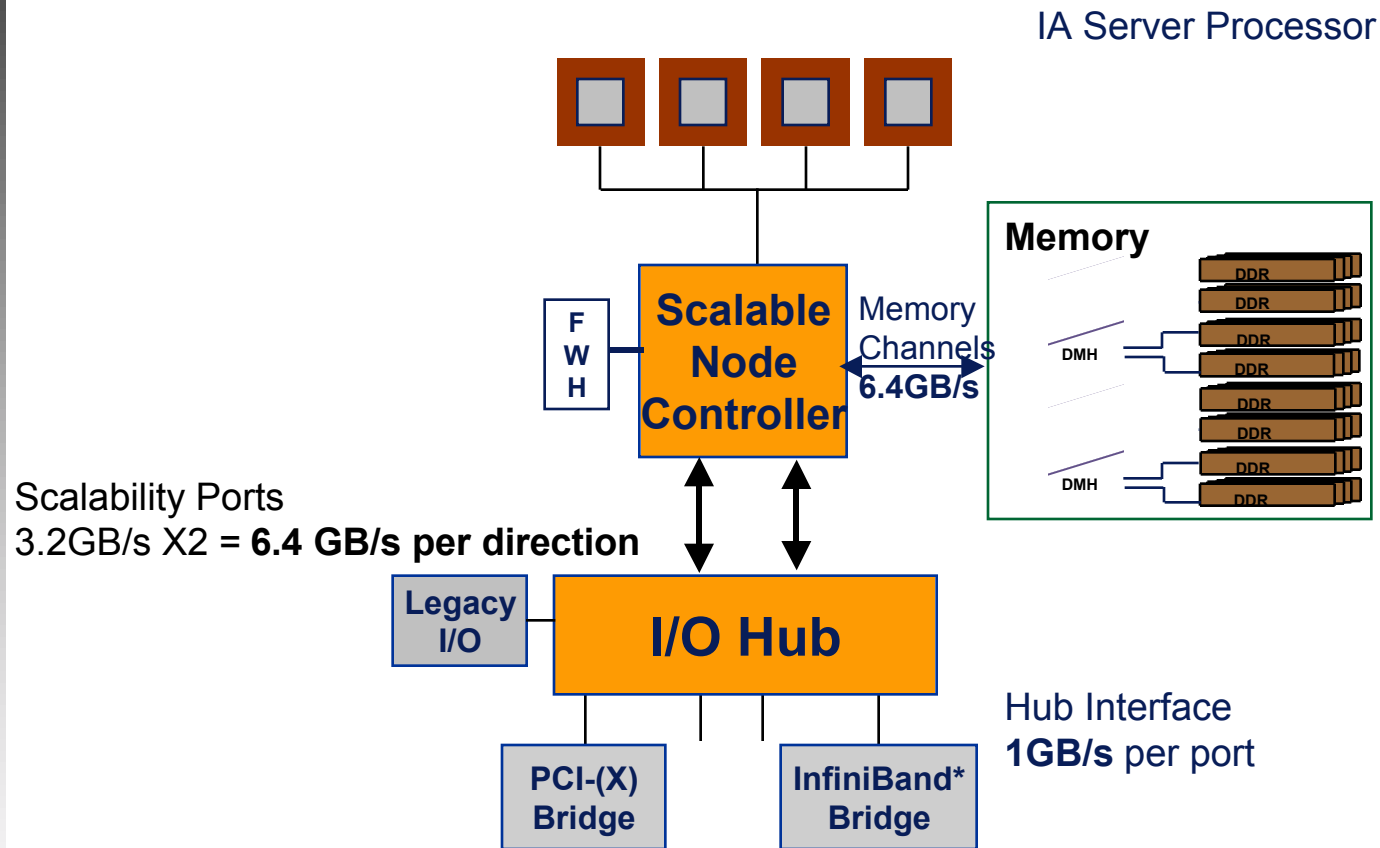 IA Server Processor
Memory
DDR
DDR
DDR
DDR
DDR
DDR
DDR
DDR
DMH
DMH
F
W
H
Scalable
Node
Controller
Memory
Channels
6.4GB/s
Scalability Ports
3.2GB/s X2 = 6.4 GB/s per direction
Legacy
I/O
I/O Hub
Hub Interface
1GB/s per port
PCI-(X)
Bridge
InfiniBand*
Bridge